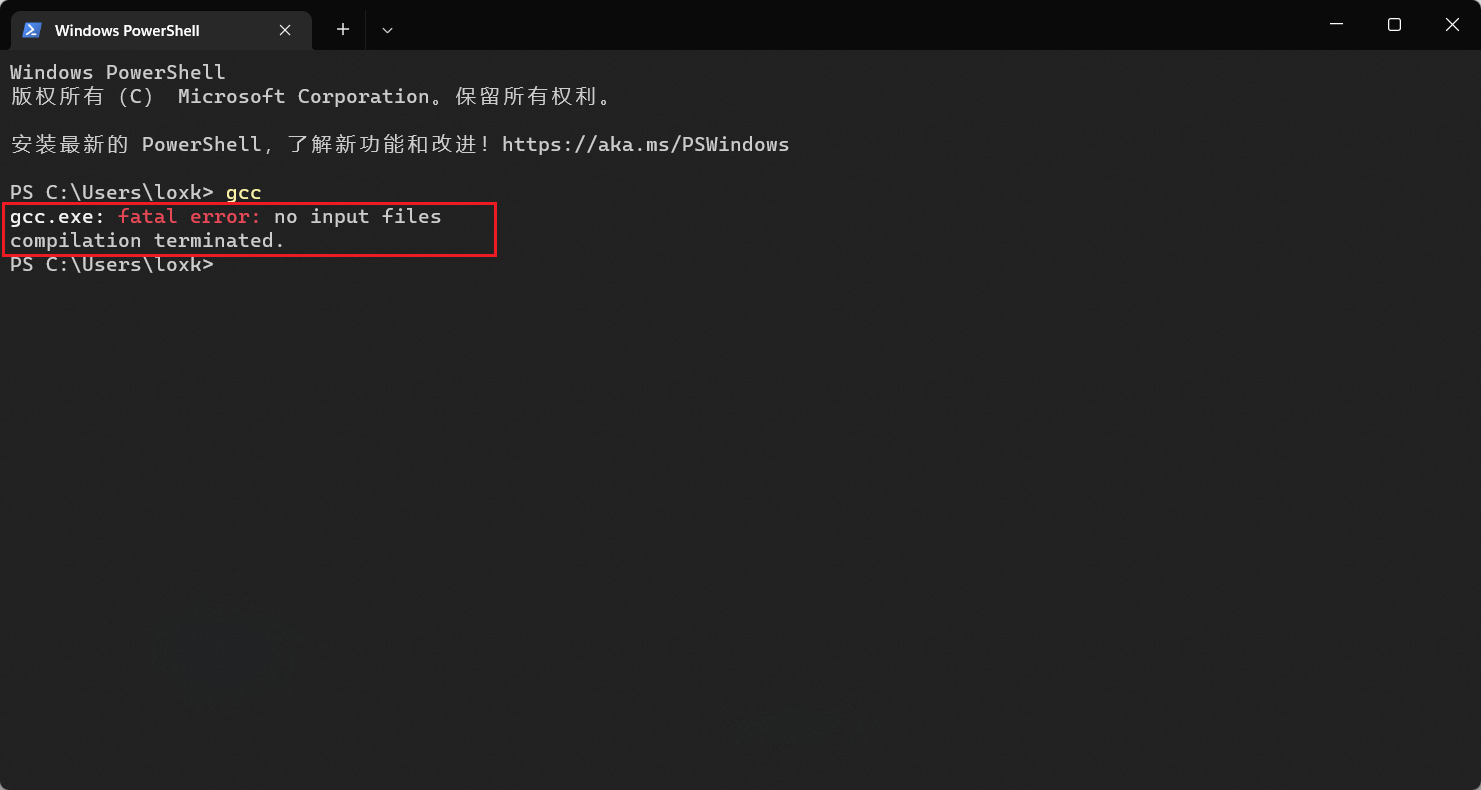 Windows PowerShell
Windows PowerShell
版权所有 (C) Microsoft Corporation。保留所有权利。
安装最新的 PowerShell，了解新功能和改进！https://aka.ms/PSWindows
PS C:\Users\loxk> gcc
gcc.exe: fatal error: no input files
compilation terminated.
PS C:\Users\loxk>